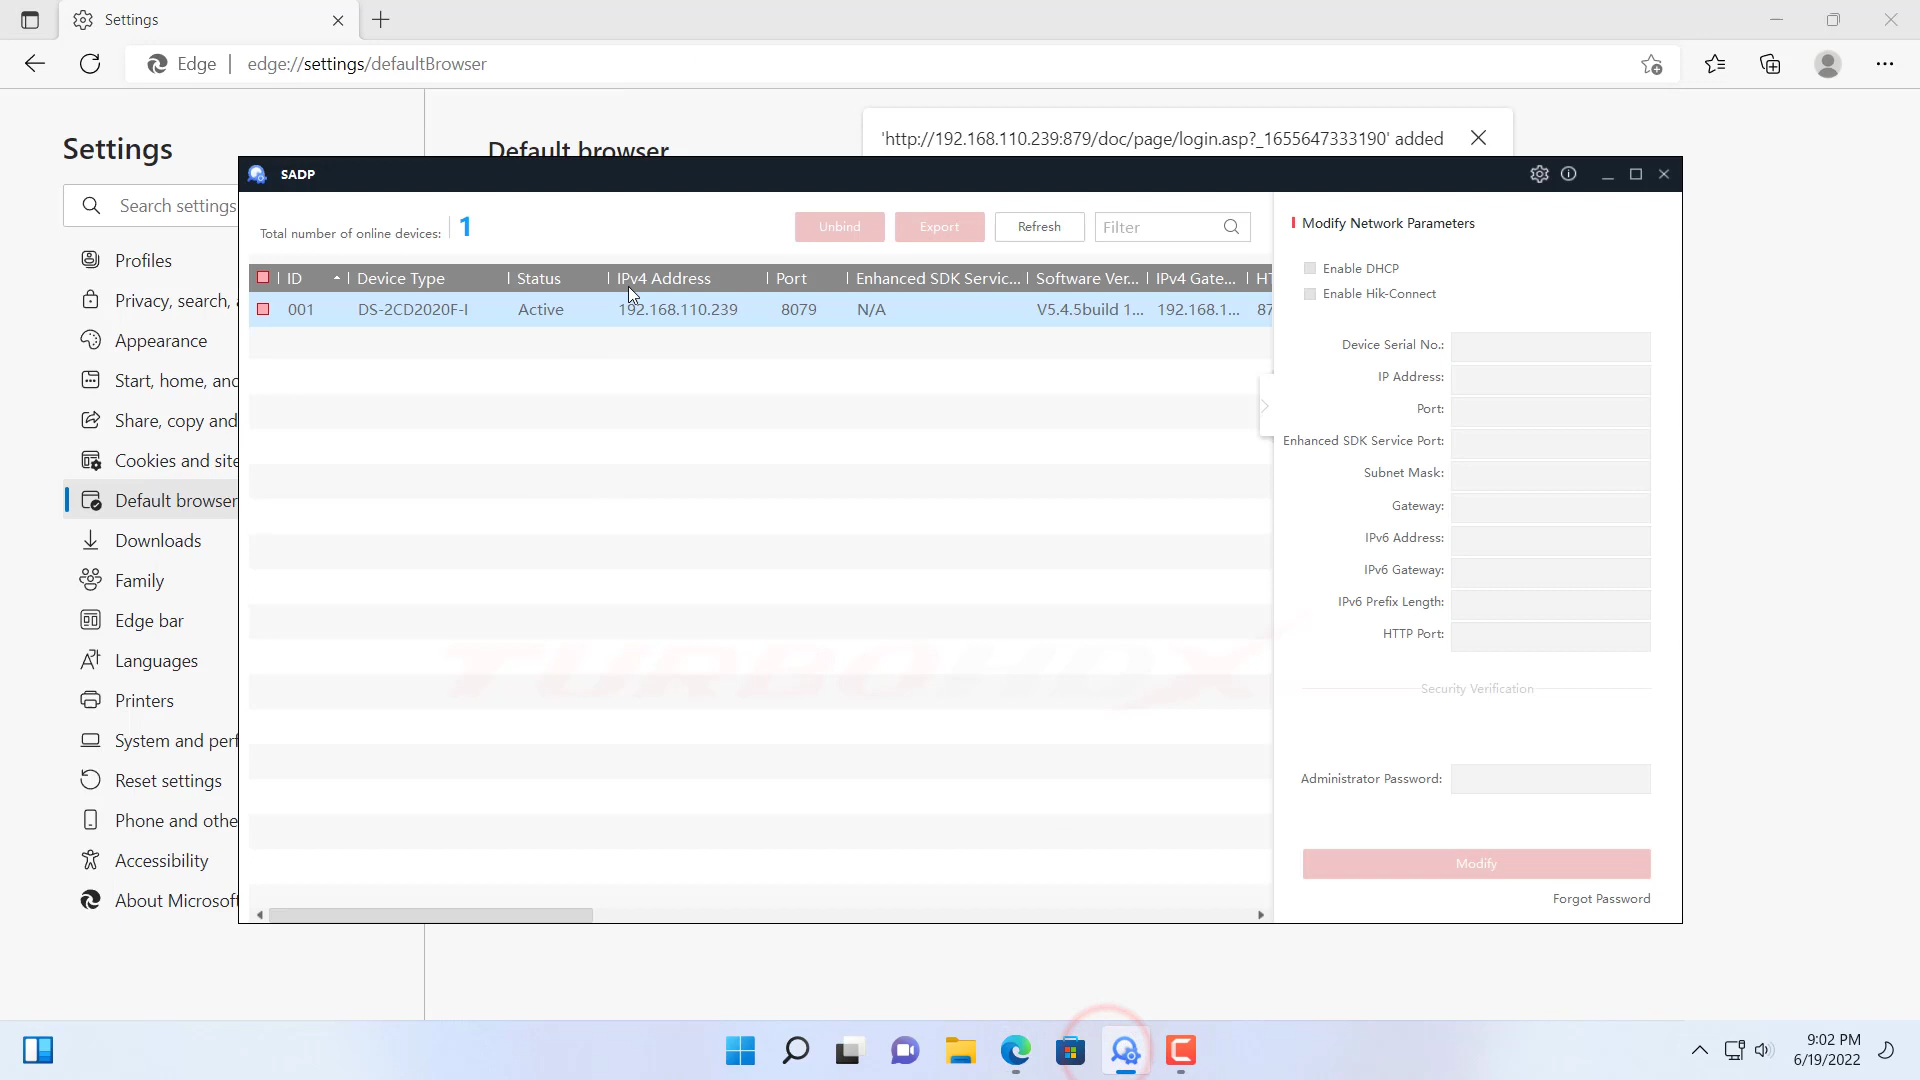 Settings
Edge
edge://settings/defaultBrowser
Settings
Default browser
'http://192.168.110.239:879/doc/page/login.asp?_1655647333190' added
Search settings
Profiles
Privacy, search, a
Appearance
Start, home, and
Share, copy and
Cookies and site
Default browser
Downloads
Family
Edge bar
Languages
Printers
System and perf
Reset settings
Phone and othe
Accessibility
About Microsoft
SADP
Total number of online devices: 1
Unbind
Export
Refresh
Filter
ID Device Type Status IPv4 Address Port Enhanced SDK Servic... Software Ver... IPv4 Gate... HT
001 DS-2CD2020F-I Active 192.168.110.239 8079 N/A V5.4.5build 1... 192.168.1... 87
TURBOHDX
Modify Network Parameters
Enable DHCP
Enable Hik-Connect
Device Serial No.:
IP Address:
Port:
Enhanced SDK Service Port:
Subnet Mask:
Gateway:
IPv6 Address:
IPv6 Gateway:
IPv6 Prefix Length:
HTTP Port:
Security Verification
Administrator Password:
Modify
Forgot Password
9:02 PM
6/19/2022